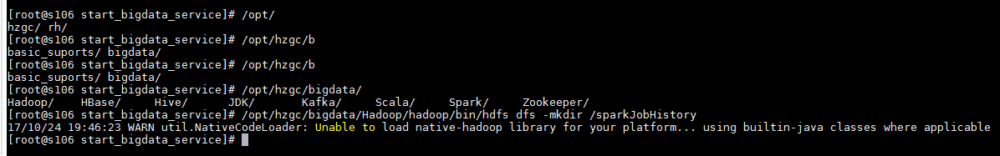 [root@s106 start_bigdata_service]# /opt/
hzgc/ rh/
[root@s106 start_bigdata_service]# /opt/hzgc/b
basic_suports/ bigdata/
[root@s106 start_bigdata_service]# /opt/hzgc/b
basic_suports/ bigdata/
[root@s106 start_bigdata_service]# /opt/hzgc/bigdata/
Hadoop/ HBase/ Hive/ JDK/ Kafka/ Scala/ Spark/ Zookeeper/
[root@s106 start_bigdata_service]# /opt/hzgc/bigdata/Hadoop/hadoop/bin/hdfs dfs -mkdir /sparkJobHistory
17/10/24 19:46:23 WARN util.NativeCodeLoader: Unable to load native-hadoop library for your platform... using builtin-java classes where applicable
[root@s106 start_bigdata_service]#